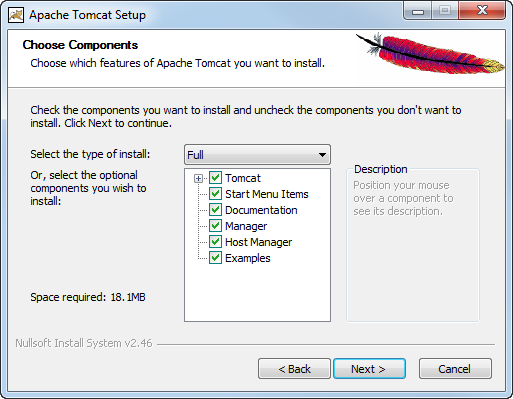 Apache Tomcat Setup
Choose Components
Choose which features of Apache Tomcat you want to install.
Check the components you want to install and uncheck the components you don't want to
install. Click Next to continue.
Select the type of install:
Full
Or, select the optional
components you wish to
install:
Tomcat
Start Menu Items
Documentation
Manager
Host Manager
Examples
Description
Position your mouse
over a component to
see its description.
Space required: 18.1MB
Nullsoft Install System v2.46
< Back
Next >
Cancel